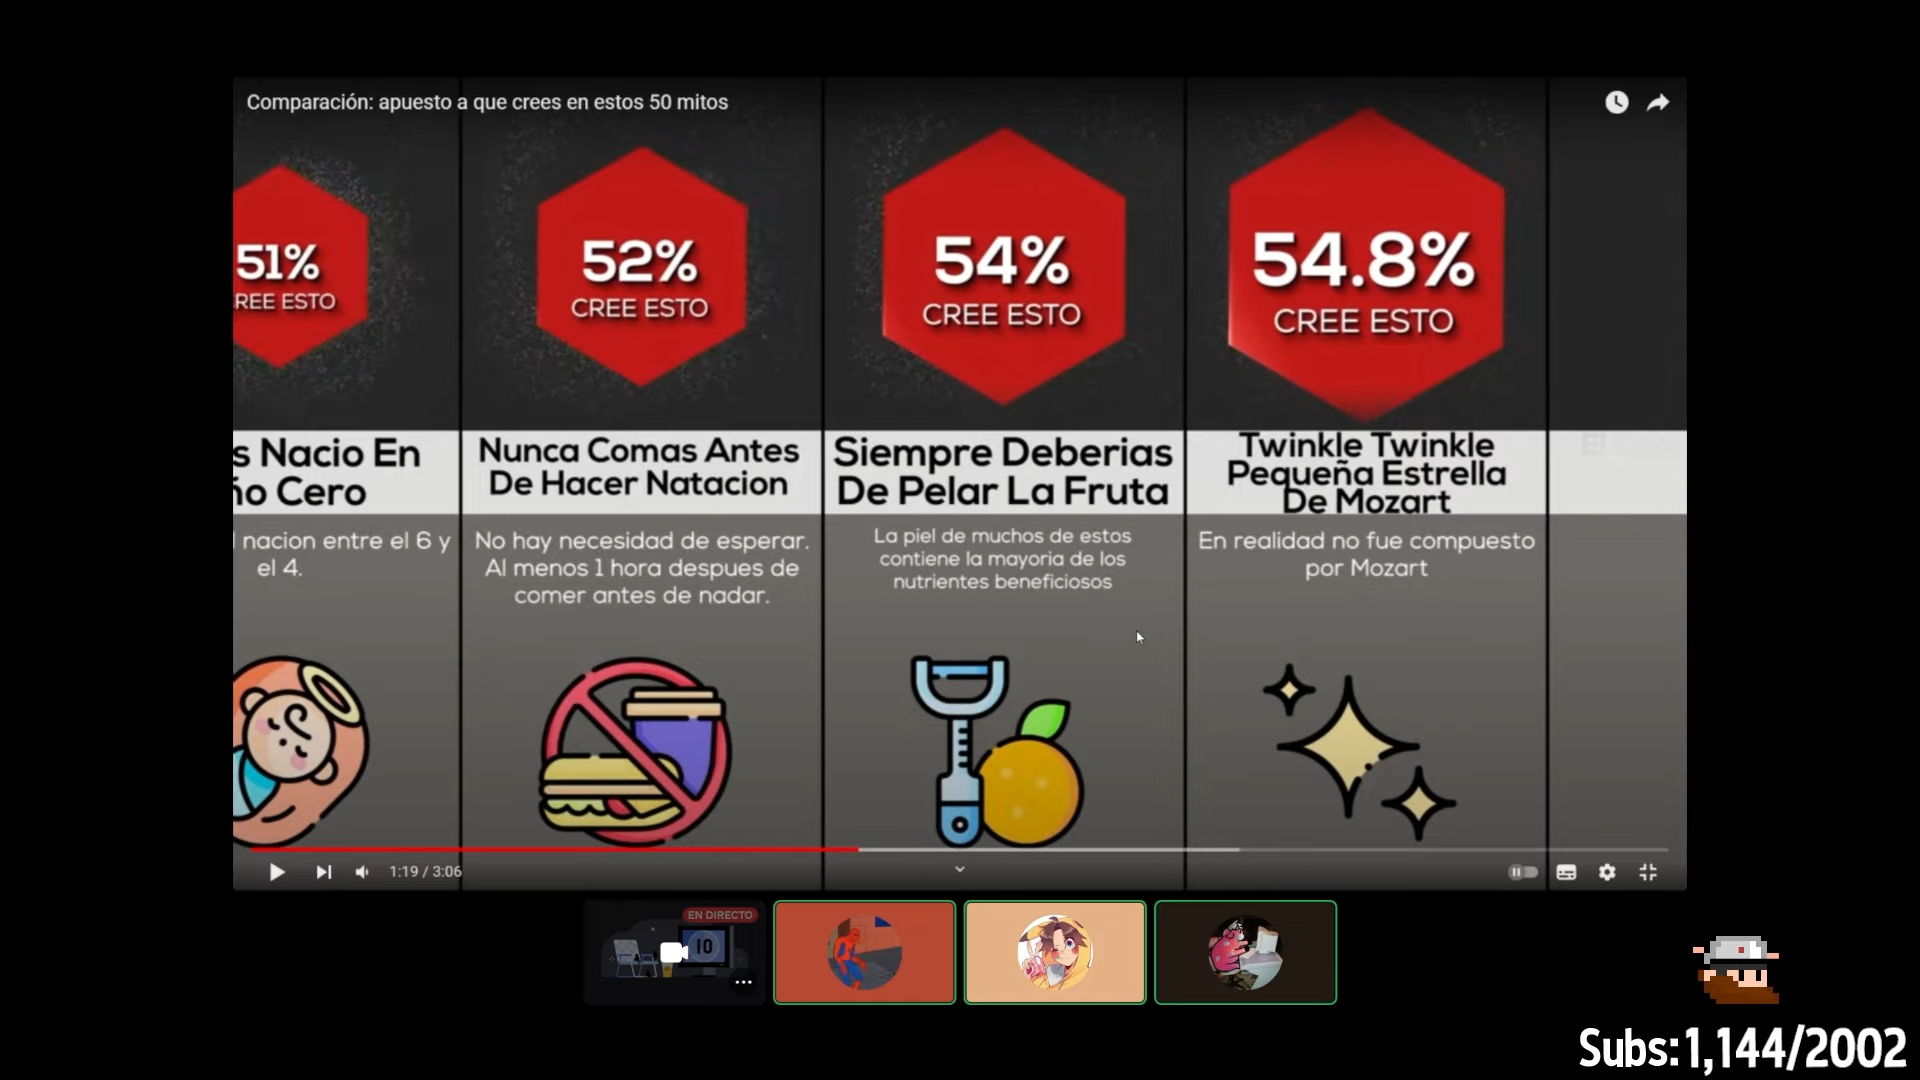 Comparación: apuesto a que crees en estos 50 mitos
51%
REE ESTO
s Nacio En
ño Cero
nacion entre el 6 y
el 4.
52%
CREE ESTO
Nunca Comas Antes
De Hacer Natacion
No hay necesidad de esperar.
Al menos 1 hora despues de
comer antes de nadar.
54%
CREE ESTO
Siempre Deberias
De Pelar La Fruta
La piel de muchos de estos
contiene la mayoria de los
nutrientes beneficiosos
54.8%
CREE ESTO
Twinkle Twinkle
Pequeña Estrella
De Mozart
En realidad no fue compuesto
por Mozart
1:19 / 3:06
EN DIRECTO
10
Subs:1,144/2002